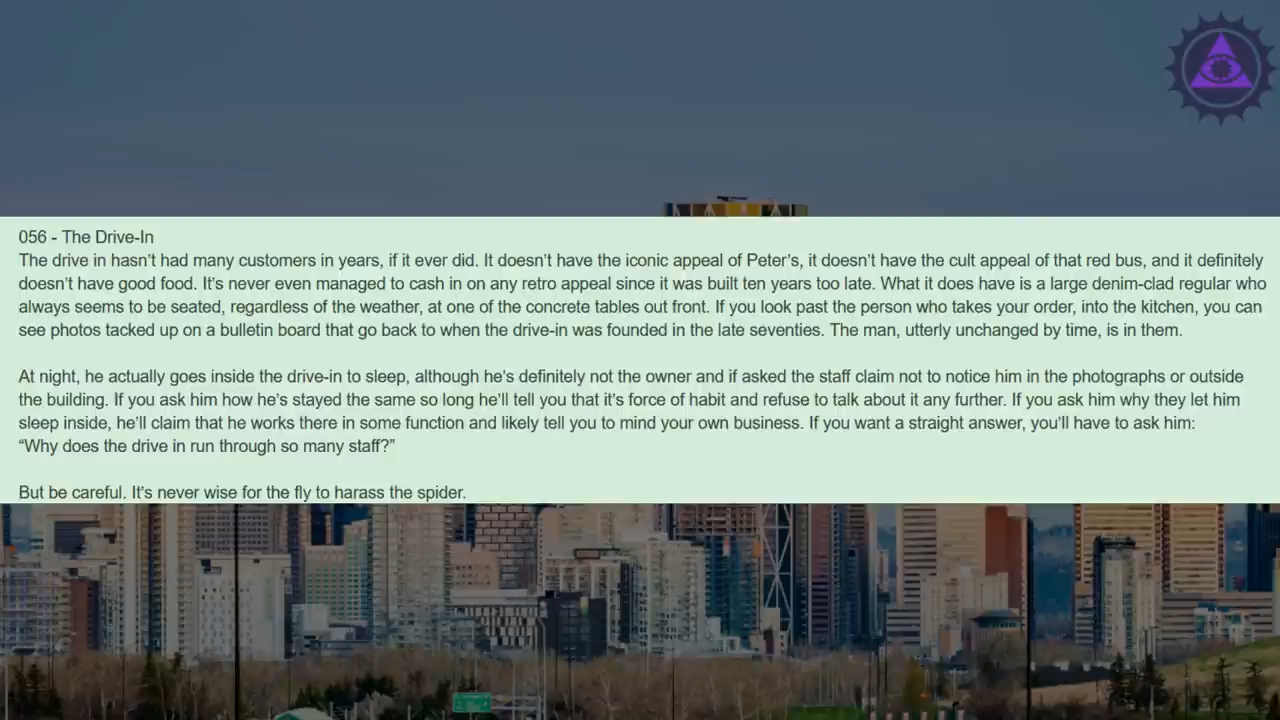 056 - The Drive-In
The drive in hasn’t had many customers in years, if it ever did. It doesn’t have the iconic appeal of Peter’s, it doesn’t have the cult appeal of that red bus, and it definitely
doesn’t have good food. It’s never even managed to cash in on any retro appeal since it was built ten years too late. What it does have is a large denim-clad regular who
always seems to be seated, regardless of the weather, at one of the concrete tables out front. If you look past the person who takes your order, into the kitchen, you can
see photos tacked up on a bulletin board that go back to when the drive-in was founded in the late seventies. The man, utterly unchanged by time, is in them.
At night, he actually goes inside the drive-in to sleep, although he’s definitely not the owner and if asked the staff claim not to notice him in the photographs or outside
the building. If you ask him how he’s stayed the same so long he’ll tell you that it’s force of habit and refuse to talk about it any further. If you ask him why they let him
sleep inside, he’ll claim that he works there in some function and likely tell you to mind your own business. If you want a straight answer, you’ll have to ask him:
“Why does the drive in run through so many staff?”
But be careful. It’s never wise for the fly to harass the spider.